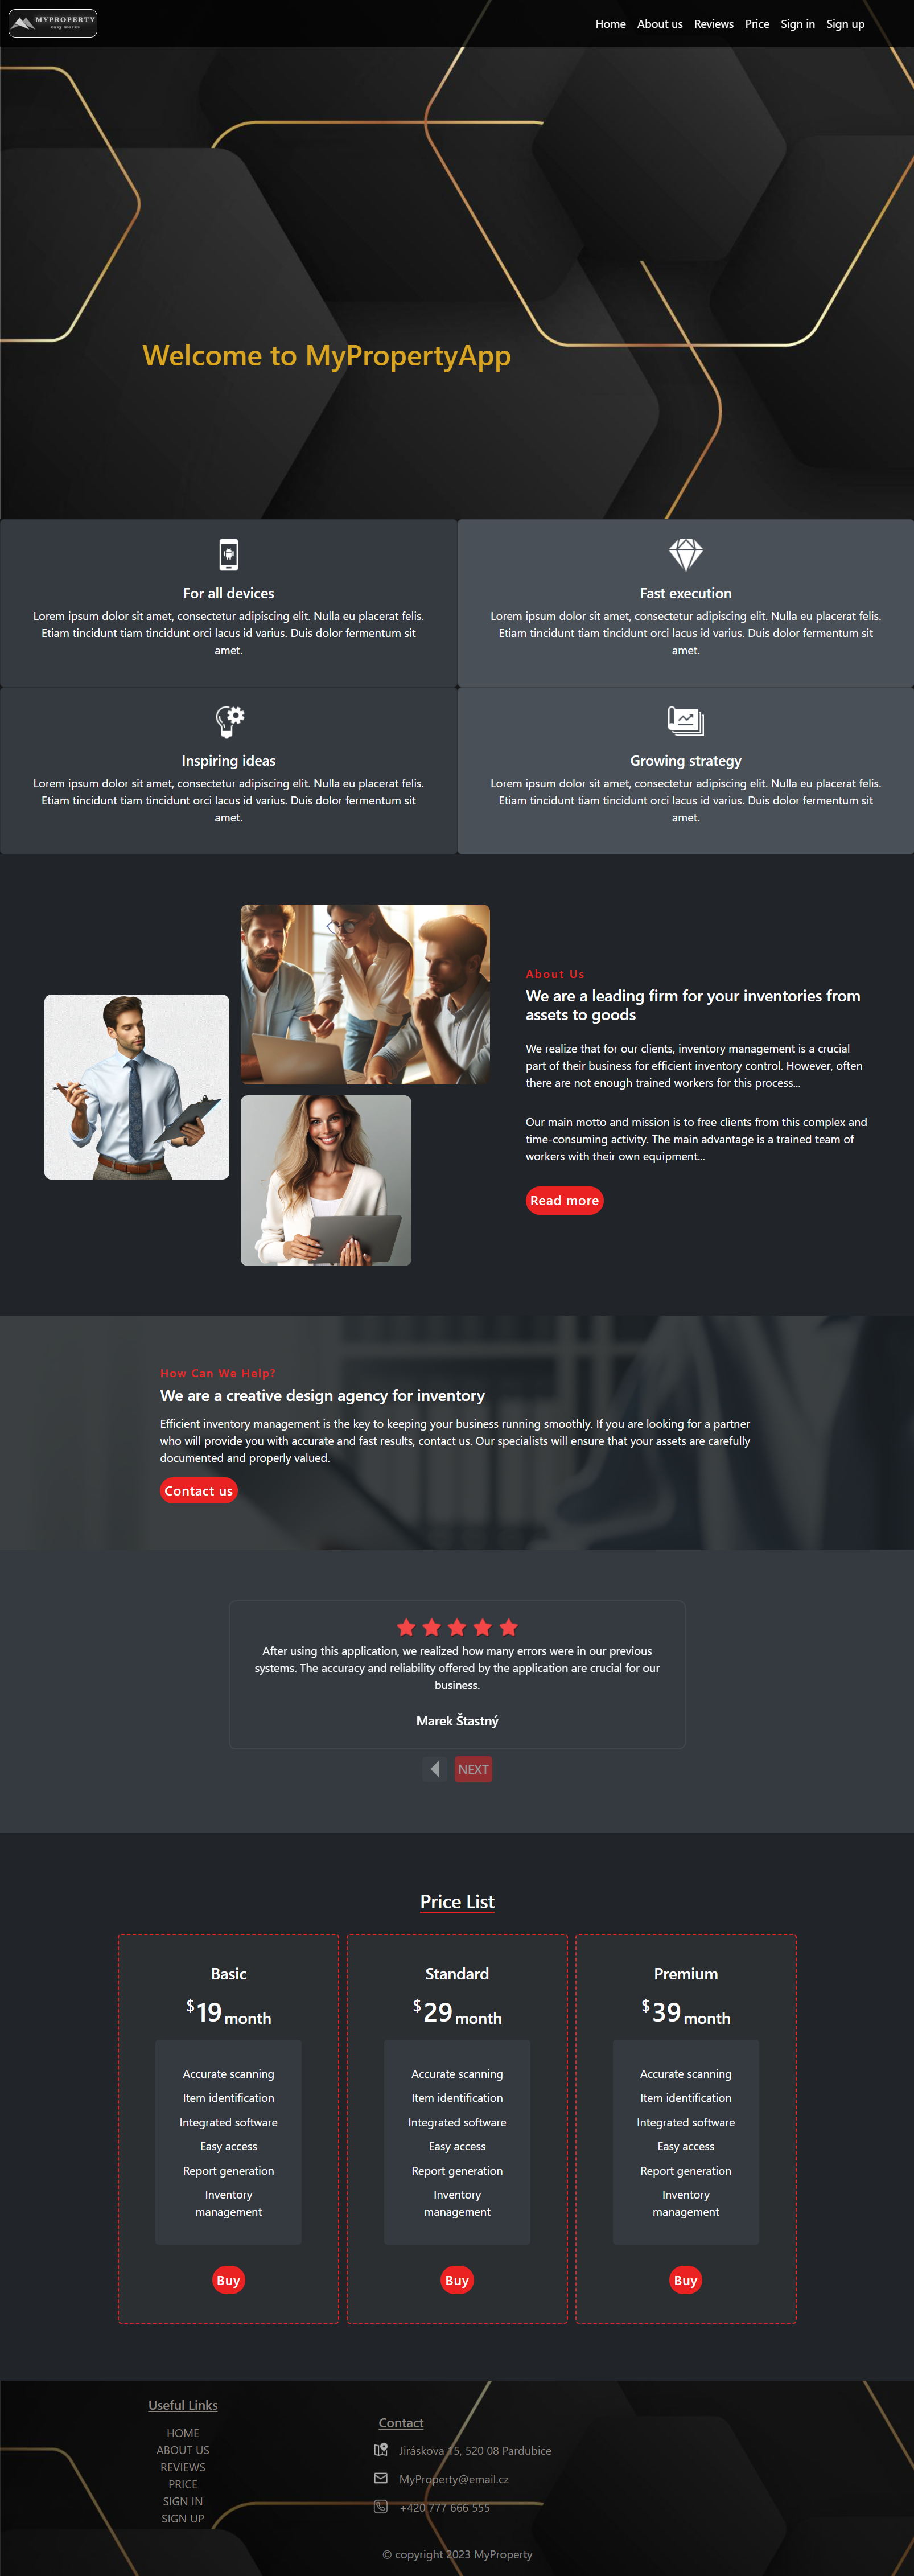 MYPROPERTY
easy works
Home About us Reviews Price Sign in Sign up
Welcome to MyPropertyApp
For all devices
Lorem ipsum dolor sit amet, consectetur adipiscing elit. Nulla eu placerat felis.
Etiam tincidunt tiam tincidunt orci lacus id varius. Duis dolor fermentum sit
amet.
Fast execution
Lorem ipsum dolor sit amet, consectetur adipiscing elit. Nulla eu placerat felis.
Etiam tincidunt tiam tincidunt orci lacus id varius. Duis dolor fermentum sit
amet.
Inspiring ideas
Lorem ipsum dolor sit amet, consectetur adipiscing elit. Nulla eu placerat felis.
Etiam tincidunt tiam tincidunt orci lacus id varius. Duis dolor fermentum sit
amet.
Growing strategy
Lorem ipsum dolor sit amet, consectetur adipiscing elit. Nulla eu placerat felis.
Etiam tincidunt tiam tincidunt orci lacus id varius. Duis dolor fermentum sit
amet.
About Us
We are a leading firm for your inventories from
assets to goods
We realize that for our clients, inventory management is a crucial
part of their business for efficient inventory control. However, often
there are not enough trained workers for this process...
Our main motto and mission is to free clients from this complex and
time-consuming activity. The main advantage is a trained team of
workers with their own equipment...
Read more
How Can We Help?
We are a creative design agency for inventory
Efficient inventory management is the key to keeping your business running smoothly. If you are looking for a partner
who will provide you with accurate and fast results, contact us. Our specialists will ensure that your assets are carefully
documented and properly valued.
Contact us
After using this application, we realized how many errors were in our previous
systems. The accuracy and reliability offered by the application are crucial for our
business.
Marek Štastný
NEXT
Price List
Basic
$19 month
Accurate scanning
Item identification
Integrated software
Easy access
Report generation
Inventory
management
Buy
Standard
$29 month
Accurate scanning
Item identification
Integrated software
Easy access
Report generation
Inventory
management
Buy
Premium
$39 month
Accurate scanning
Item identification
Integrated software
Easy access
Report generation
Inventory
management
Buy
Useful Links
HOME
ABOUT US
REVIEWS
PRICE
SIGN IN
SIGN UP
Contact
Jiráskova 15, 520 08 Pardubice
MyProperty@email.cz
+420 777 666 555
© copyright 2023 MyProperty